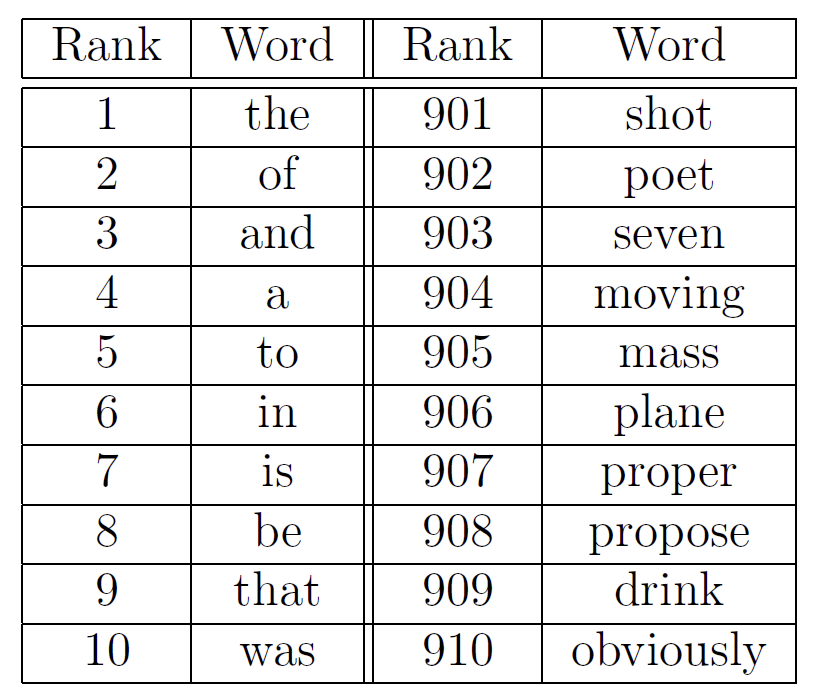 Rank Word Rank Word
1 the 901 shot
2 of 902 poet
3 and 903 seven
4 a 904 moving
5 to 905 mass
6 in 906 plane
7 is 907 proper
8 be 908 propose
9 that 909 drink
10 was 910 obviously